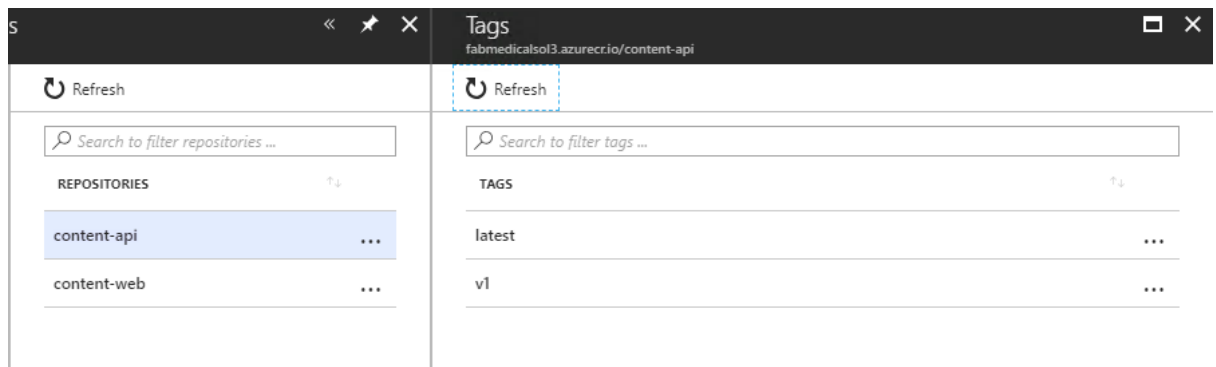 s
Refresh
Search to filter repositories ...
REPOSITORIES
content-api
content-web
Tags
fabmedicalsol3.azurecr.io/content-api
Refresh
Search to filter tags ...
TAGS
latest
v1